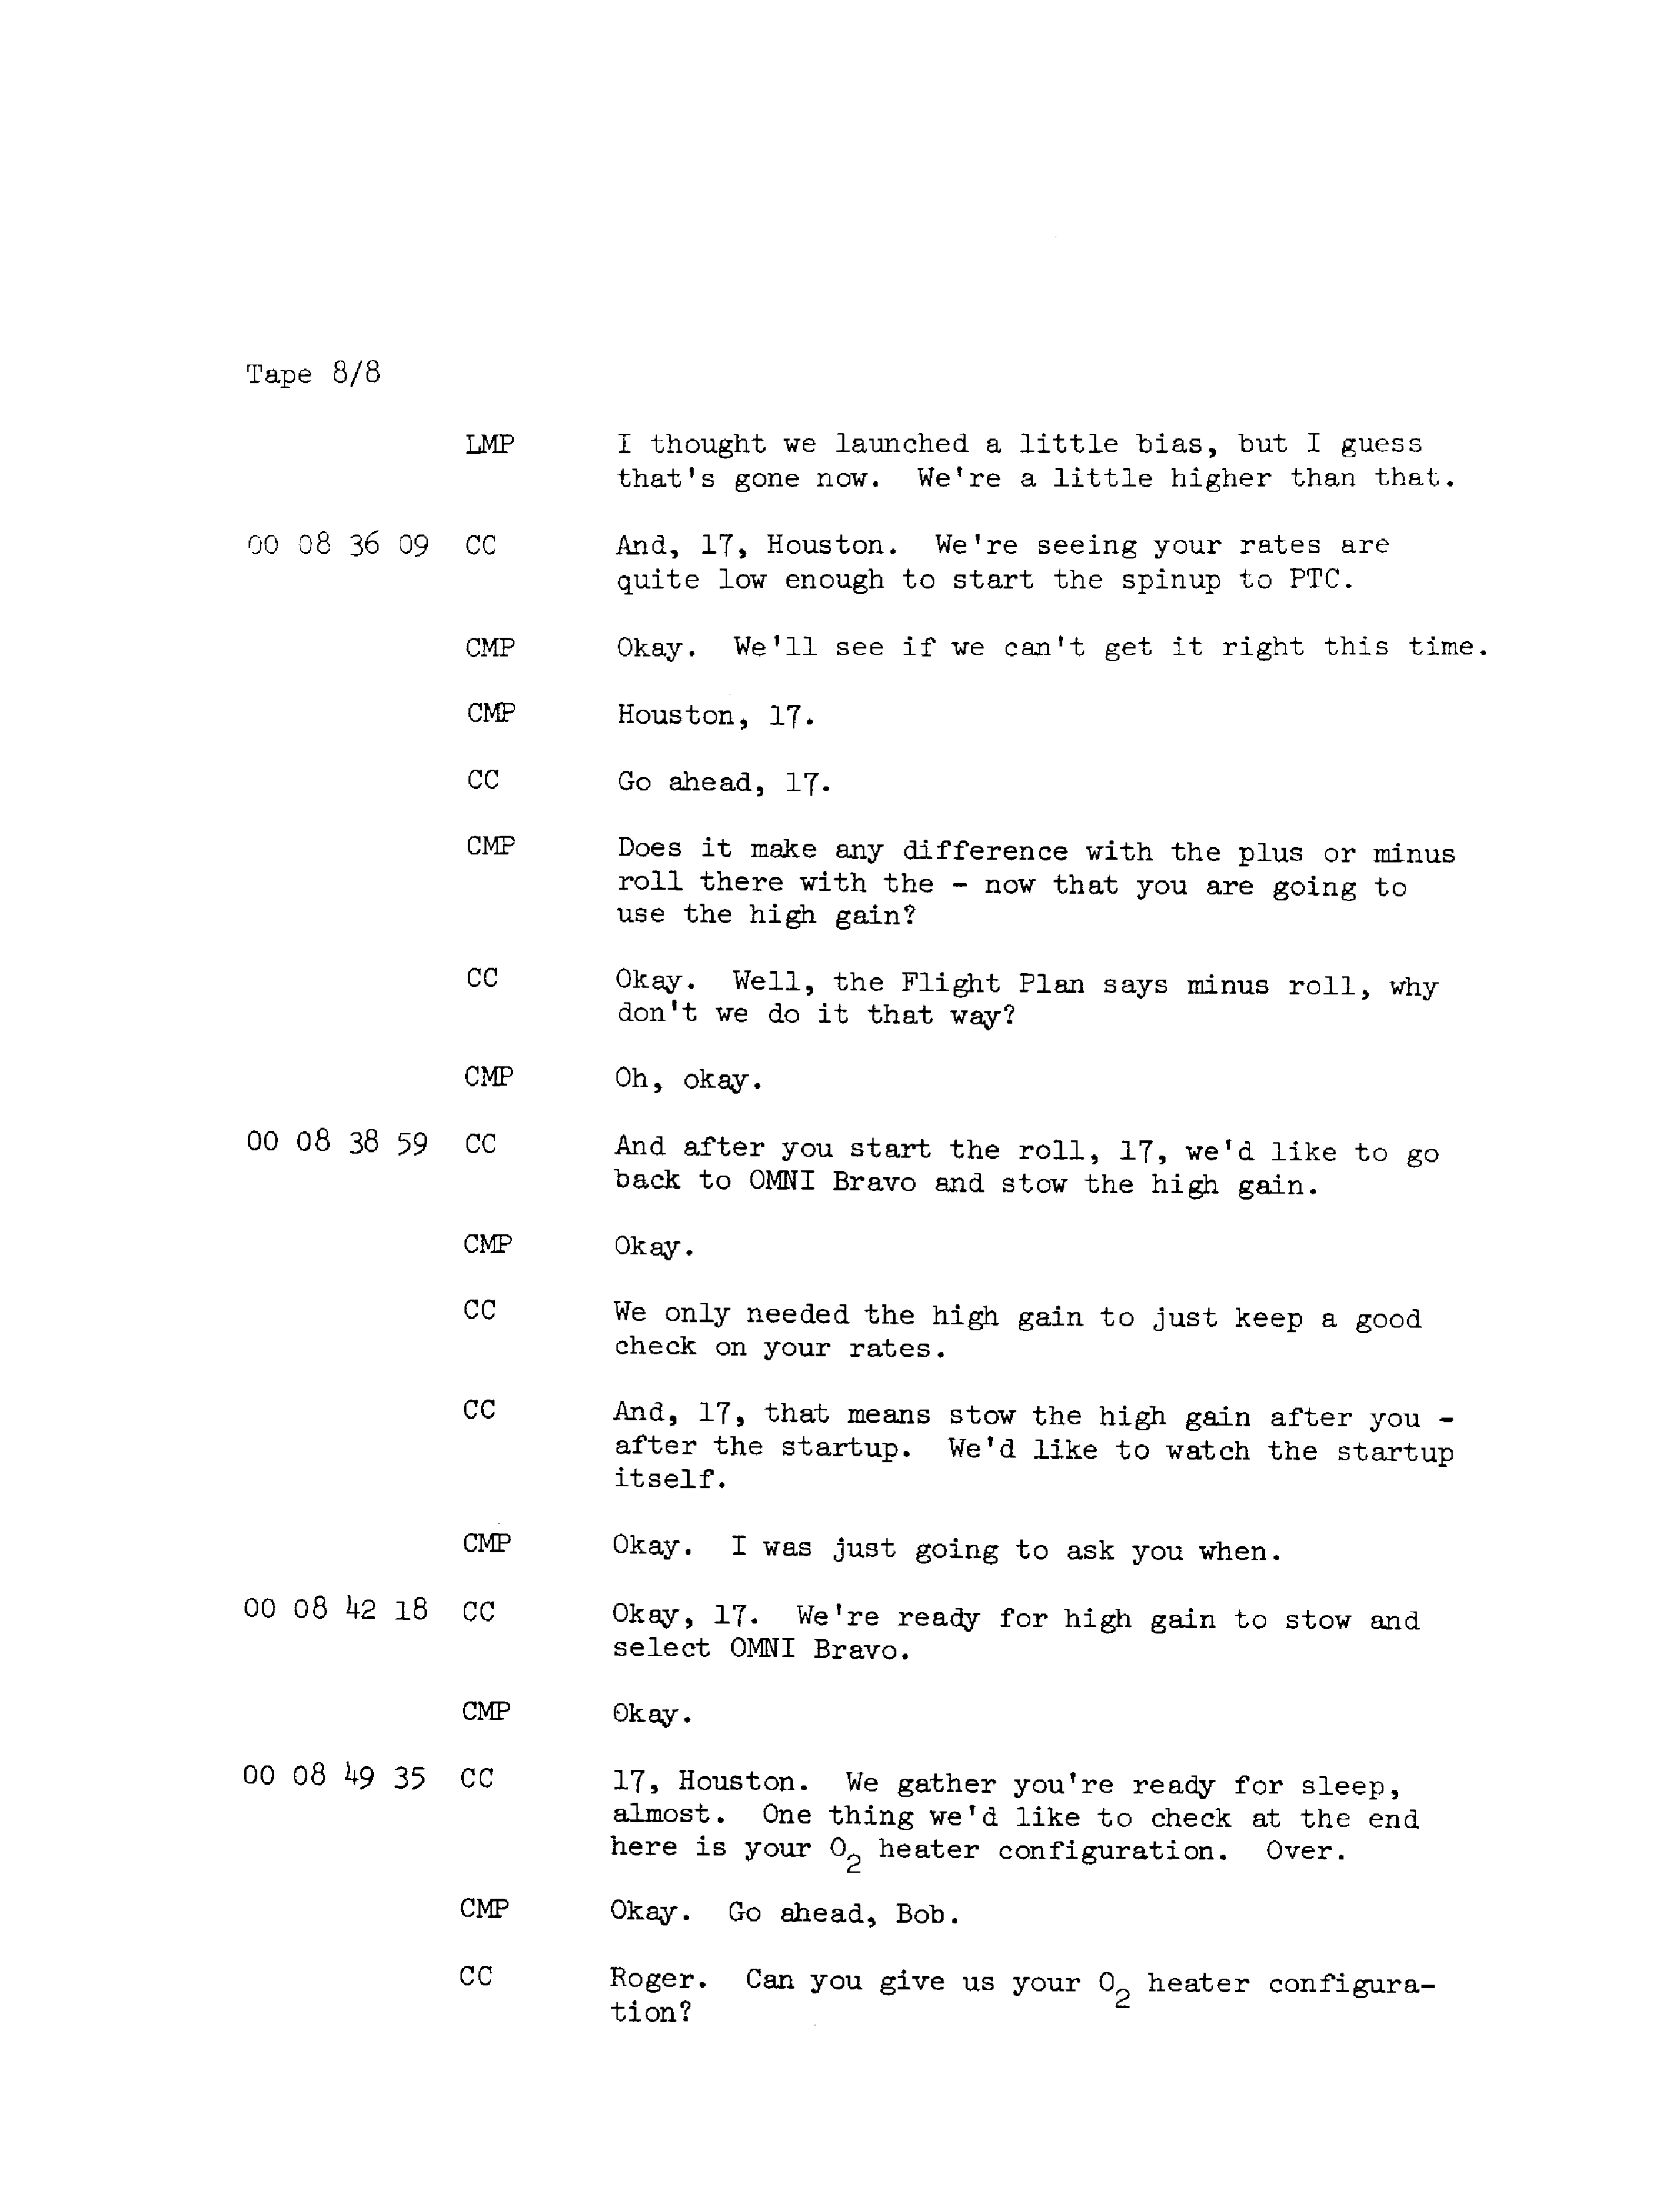 Tape 8/8
LMP I thought we launched a little bias, but I guess
that's gone now. We're a little higher than that.
00 08 36 09 CC And, 17, Houston. We're seeing your rates are
quite low enough to start the spinup to PTC.
CMP Okay. We'll see if we can't get it right this time.
CMP Houston, 17.
CC Go ahead, 17.
CMP Does it make any difference with the plus or minus
roll there with the - now that you are going to
use the high gain?
CC Okay. Well, the Flight Plan says minus roll, why
don't we do it that way?
CMP Oh, okay.
00 08 38 59 CC And after you start the roll, 17, we'd like to go
back to OMNI Bravo and stow the high gain.
CMP Okay.
CC We only needed the high gain to just keep a good
check on your rates.
CC And, 17, that means stow the high gain after you -
after the startup. We'd like to watch the startup
itself.
CMP Okay. I was just going to ask you when.
00 08 42 18 CC Okay, 17. We're ready for high gain to stow and
select OMNI Bravo.
CMP Okay.
00 08 49 35 CC 17, Houston. We gather you're ready for sleep,
almost. One thing we'd like to check at the end
here is your O2 heater configuration. Over.
CMP Okay. Go ahead, Bob.
CC Roger. Can you give us your O2 heater configura-
tion?